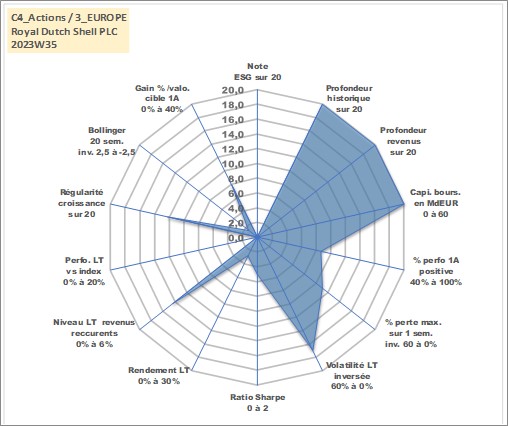 C4_Actions / 3_EUROPE
Royal Dutch Shell PLC
2023W35
Note
ESG sur 20
Profondeur
historique
sur 20
Profondeur
revenus
sur 20
Capi. bours.
en MdEUR
0 à 60
% perfo 1A
positive
40% à 100%
% perte max.
sur 1 sem.
inv. 60 à 0%
Volatilité LT
inversée
60% à 0%
Ratio Sharpe
0 à 2
Rendement LT
0% à 30%
Niveau LT revenus
reccurents
0% à 6%
Perfo. LT
vs index
0% à 20%
Régularité
croissance
sur 20
Bollinger
20 sem.
inv. 2,5 à -2,5
Gain % /valo.
cible 1A
0% à 40%
20,0
18,0
16,0
14,0
12,0
10,0
8,0
6,0
4,0
2,0
0,0